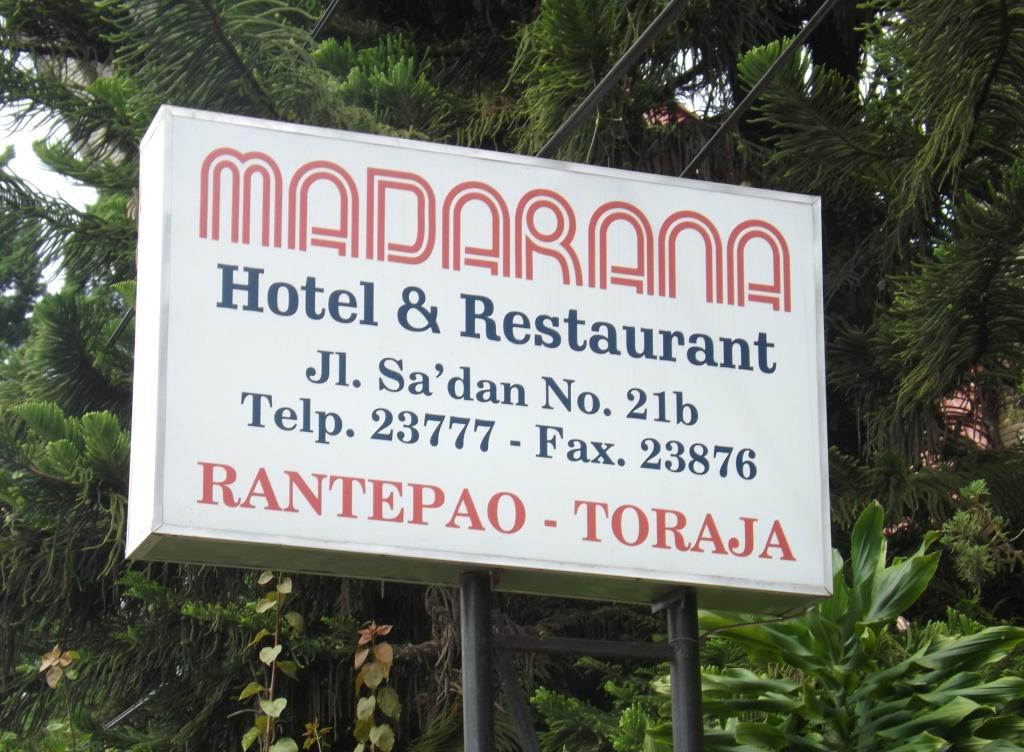 MADARANA
Hotel & Restaurant
Jl. Sa'dan No. 21b
Telp. 23777 - Fax. 23876
RANTEPAO - TORAJA